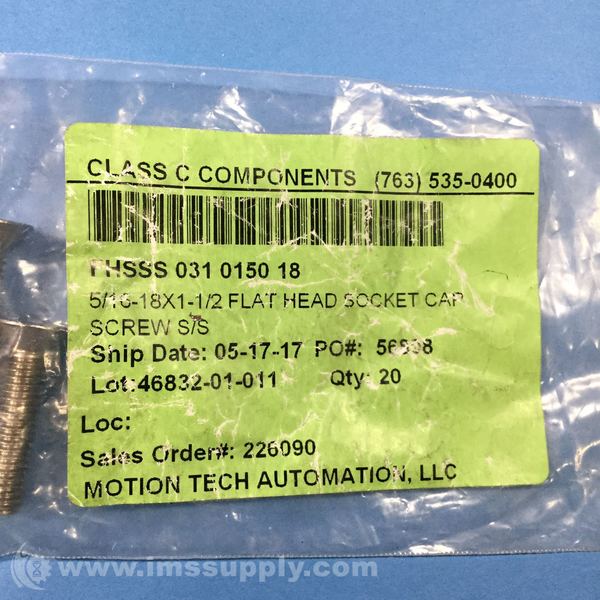 CLASS C COMPONENTS (763) 535-0400
FHSSS 031 0150 18
5/16-18X1-1/2 FLAT HEAD SOCKET CAP
SCREW S/S
Ship Date: 05-17-17 PO#:
Lot:46832-01-011 Qty: 20
Loc:
Sales Order#: 226090
MOTION TECH AUTOMATION, LLC
© www.imssupply.com